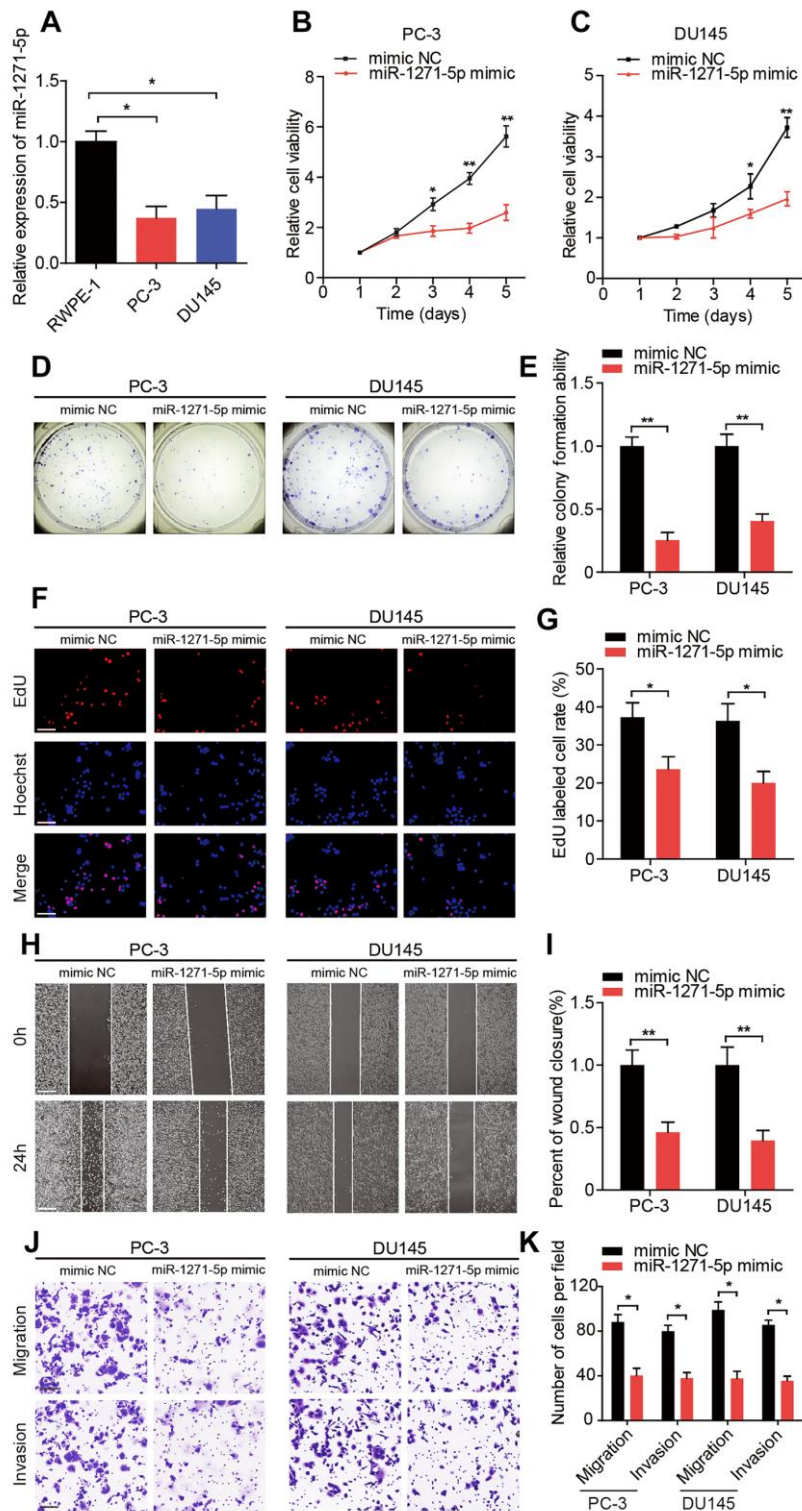 A
Relative expression of miR-1271-5p
1.5
1.0
0.5
0.0
*
*
RWPE-1
PC-3
DU145
B
PC-3
mimic NC
miR-1271-5p mimic
Relative cell viability
8
6
4
2
0
*
**
**
0 1 2 3 4 5
Time (days)
C
DU145
mimic NC
miR-1271-5p mimic
Relative cell viability
5
4
3
2
1
0
*
**
0 1 2 3 4 5
Time (days)
D
PC-3
DU145
mimic NC miR-1271-5p mimic mimic NC miR-1271-5p mimic
E
mimic NC
miR-1271-5p mimic
Relative colony formation ability
1.5
1.0
0.5
0
**
**
PC-3 DU145
F
PC-3
DU145
mimic NC miR-1271-5p mimic mimic NC miR-1271-5p mimic
EdU
Hoechst
Merge
G
mimic NC
miR-1271-5p mimic
EdU labeled cell rate (%)
50
40
30
20
10
0
*
*
PC-3 DU145
H
PC-3
DU145
mimic NC miR-1271-5p mimic mimic NC miR-1271-5p mimic
0h
24h
I
mimic NC
miR-1271-5p mimic
Percent of wound closure(%)
1.5
1.0
0.5
0
**
**
PC-3 DU145
J
PC-3
DU145
mimic NC miR-1271-5p mimic mimic NC miR-1271-5p mimic
Migration
Invasion
K
mimic NC
miR-1271-5p mimic
Number of cells per field
120
80
40
0
*
*
*
*
Migration
Invasion
Migration
Invasion
PC-3 DU145